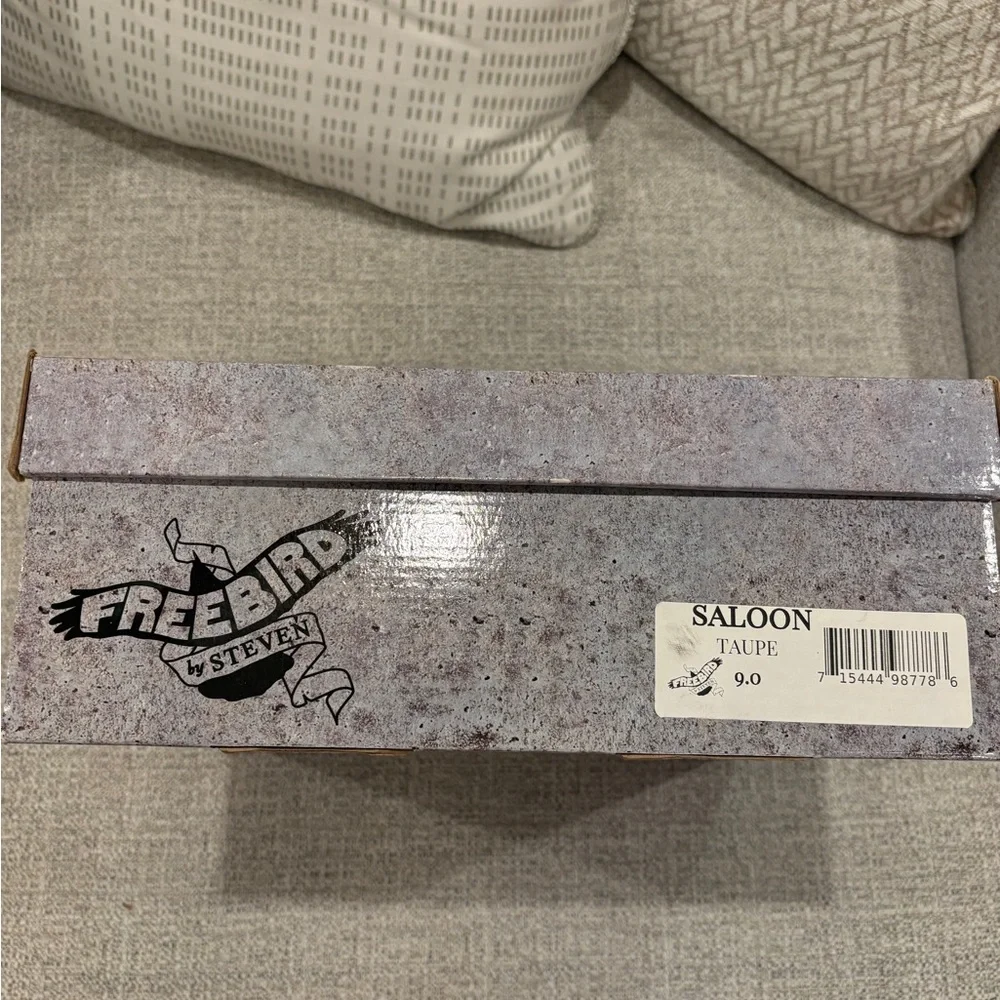 FREEBIRD
by STEVEN
SALOON
TAUPE
FREEBIRD
9.0
7 15444 98778 6